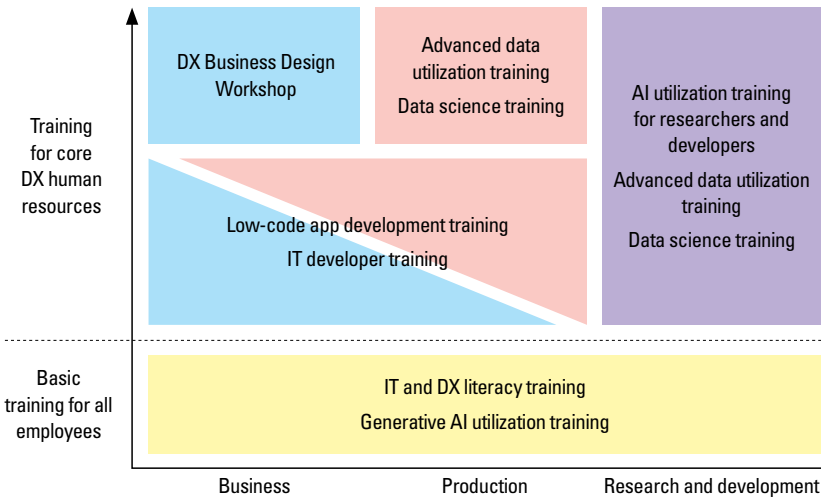 Training
for core
DX human
resources
DX Business Design
Workshop
Advanced data
utilization training
Data science training
AI utilization training
for researchers and
developers
Advanced data utilization
training
Data science training
Low-code app development training
IT developer training
Basic
training for all
employees
IT and DX literacy training
Generative AI utilization training
Business
Production
Research and development